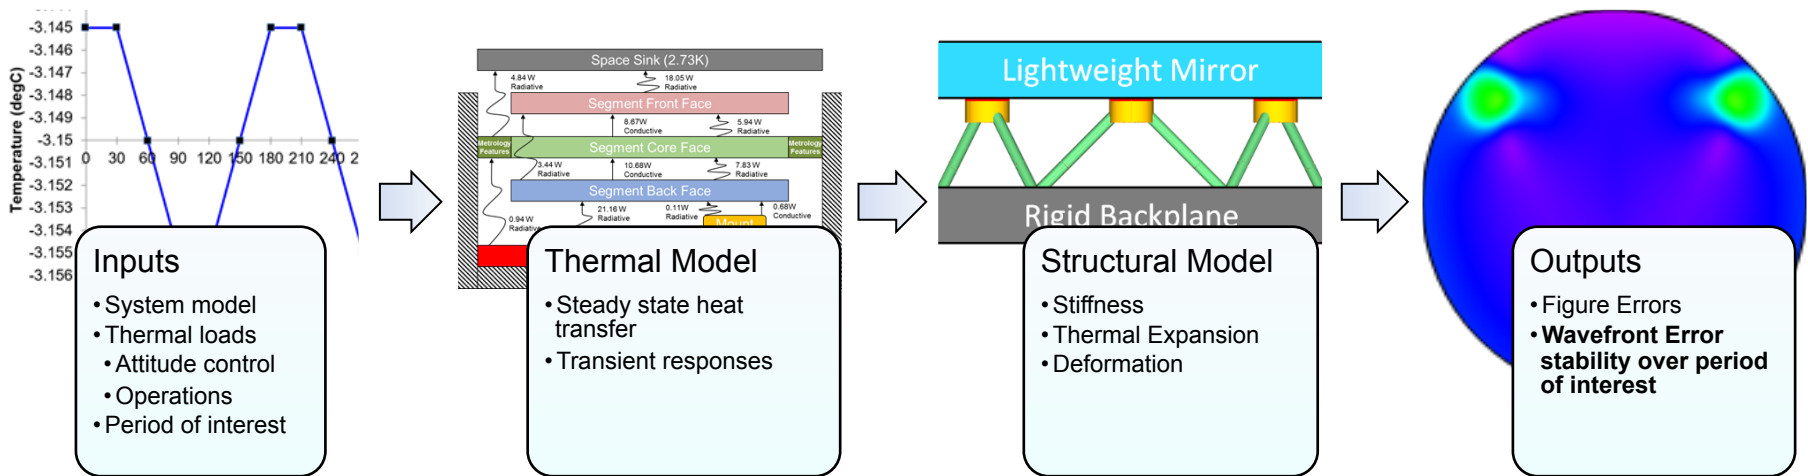 Temperature (degC)
-3.145
-3.146
-3.147
-3.148
-3.149
-3.15
-3.151
-3.152
-3.153
-3.154
-3.155
-3.156
0 30 60 90 120 150 180 210 240 2
Inputs
• System model
• Thermal loads
• Attitude control
• Operations
• Period of interest
Space Sink (2.73K)
4.84 W
Radiative
18.05 W
Radiative
Segment Front Face
8.67W
Conductive
5.94 W
Radiative
Metrology
Features
Segment Core Face
Metrology
Features
3.44 W
Radiative
10.68W
Conductive
7.83 W
Radiative
Segment Back Face
0.94 W
Radiative
21.16 W
Radiative
0.11W
Radiative
0.68W
Conductive
Mount
Thermal Model
• Steady state heat
transfer
• Transient responses
Lightweight Mirror
Rigid Backplane
Structural Model
• Stiffness
• Thermal Expansion
• Deformation
Outputs
• Figure Errors
• Wavefront Error
stability over period
of interest